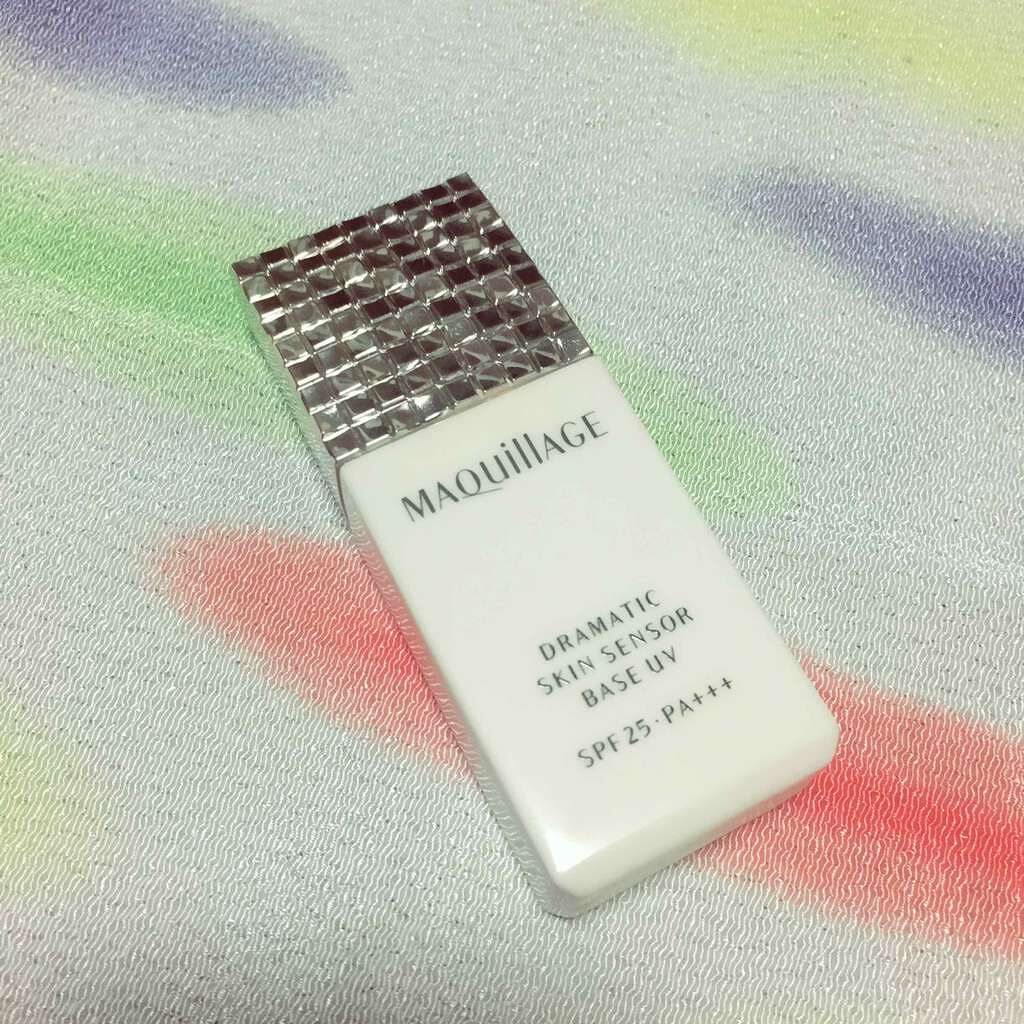 MAQuillAGE
DRAMATIC
SKIN SENSOR
BASE UV
SPF25·PA+++